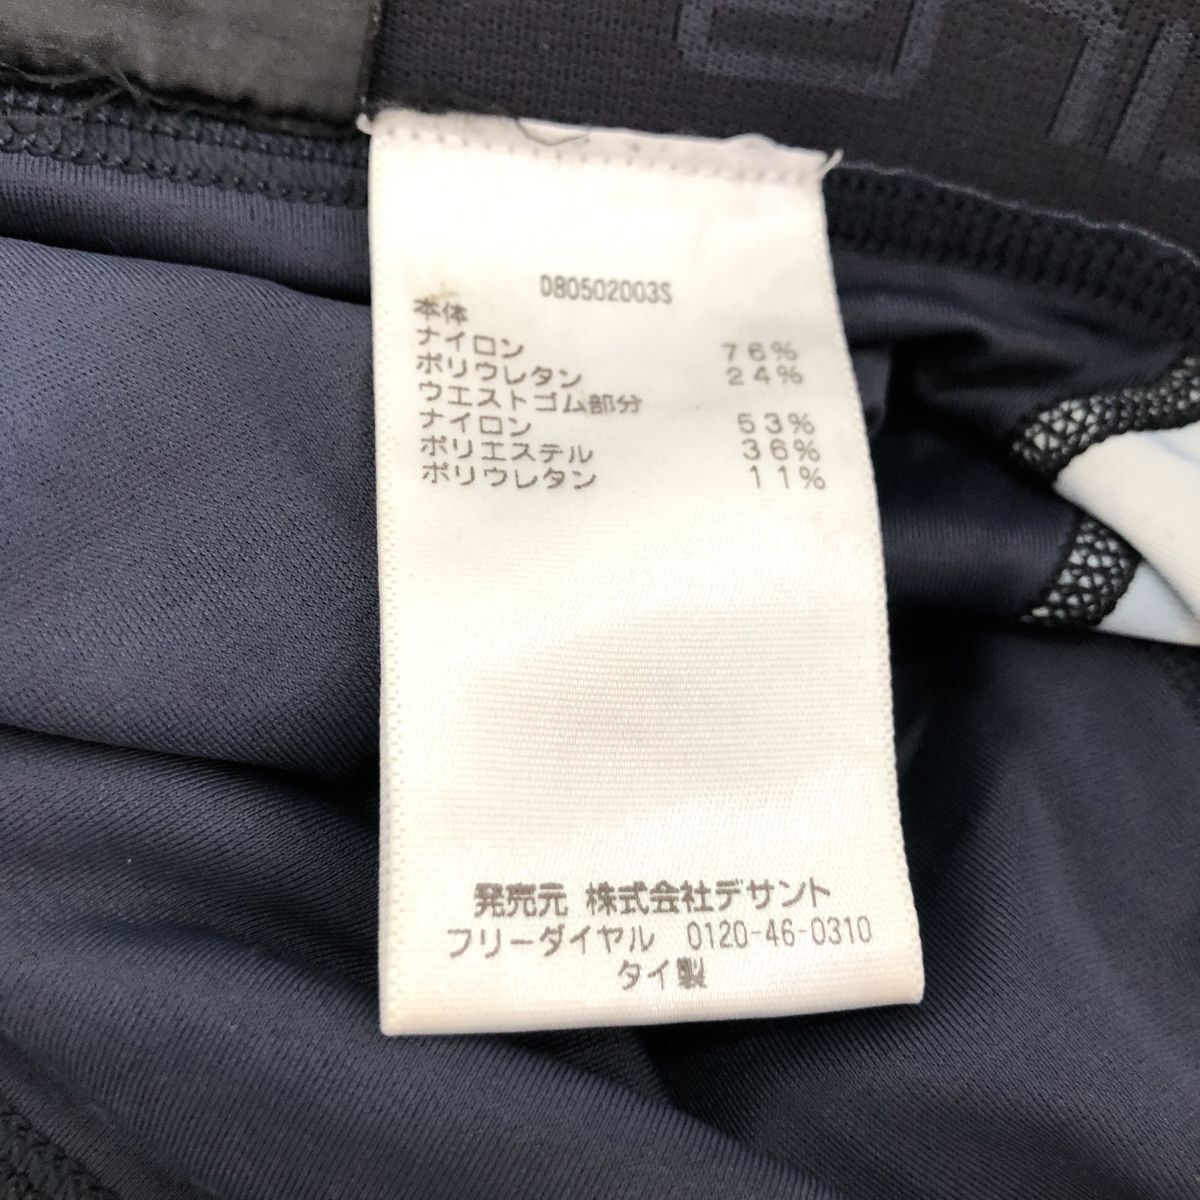 D80502003S
本体
ナイロン 76%
ポリウレタン 24%
ウエストゴム部分
ナイロン 53%
ポリエステル 36%
ポリウレタン 11%
発売元 株式会社デサント
フリーダイヤル 0120-46-0310
タイ製